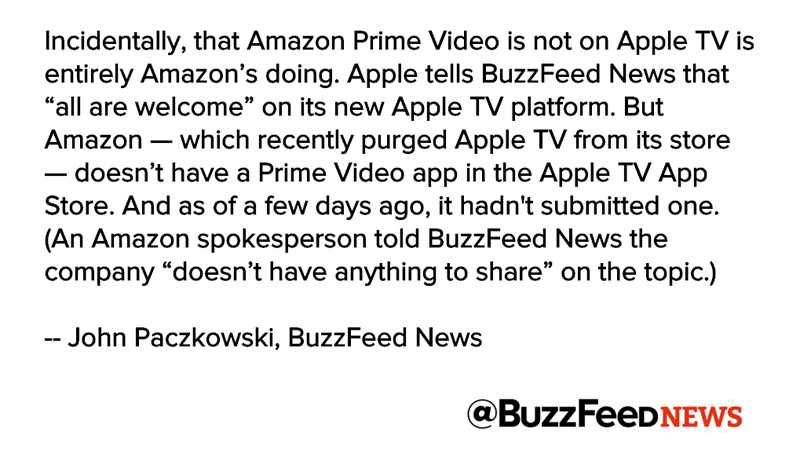 Incidentally, that Amazon Prime Video is not on Apple TV is
entirely Amazon’s doing. Apple tells BuzzFeed News that
“all are welcome” on its new Apple TV platform. But
Amazon — which recently purged Apple TV from its store
— doesn’t have a Prime Video app in the Apple TV App
Store. And as of a few days ago, it hadn't submitted one.
(An Amazon spokesperson told BuzzFeed News the
company “doesn’t have anything to share” on the topic.)
-- John Paczkowski, BuzzFeed News
@BuzzFeedNEWS